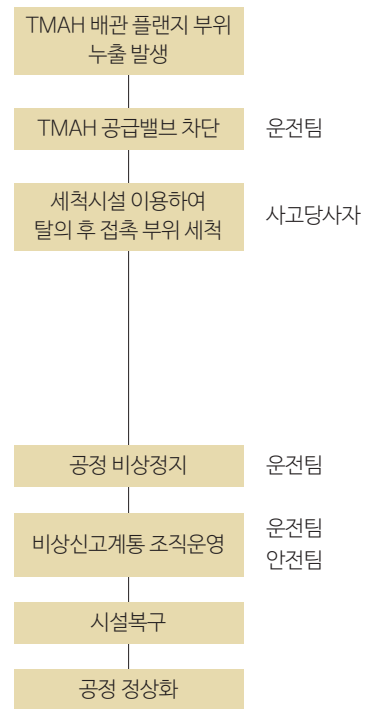 TMAH 배관 플랜지 부위
누출 발생
TMAH 공급밸브 차단
운전팀
세척시설 이용하여
탈의 후 접촉 부위 세척
사고당사자
공정 비상정지
운전팀
비상신고계통 조직운영
운전팀
안전팀
시설복구
공정 정상화